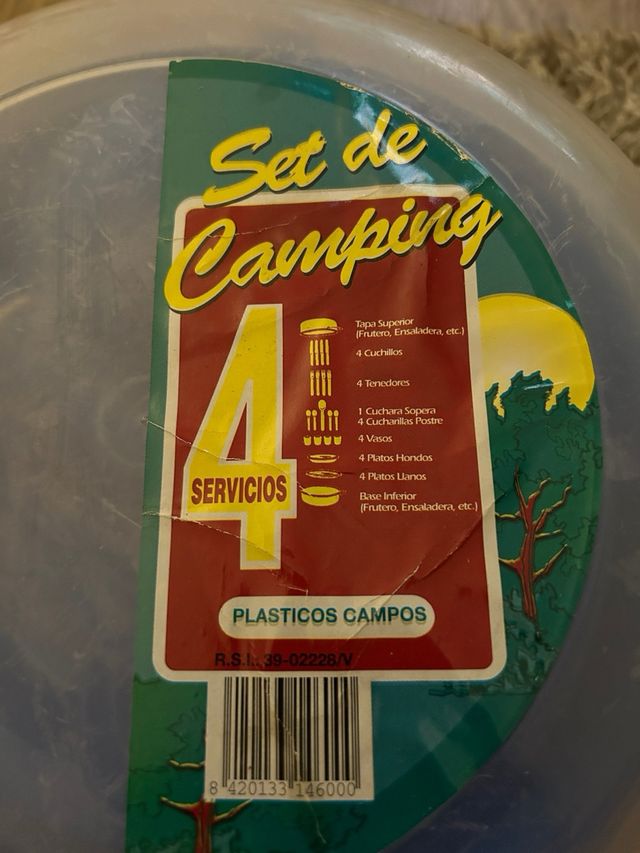 Set de
Camping
4
SERVICIOS
Tapa Superior
(Frutero, Ensaladera, etc.)
4 Cuchillos
4 Tenedores
1 Cuchara Sopera
4 Cucharillas Postre
4 Vasos
4 Platos Hondos
4 Platos Llanos
Base Inferior
(Frutero, Ensaladera, etc.)
PLASTICOS CAMPOS
R.S.I.: 39-02228/V
8 420133 146000